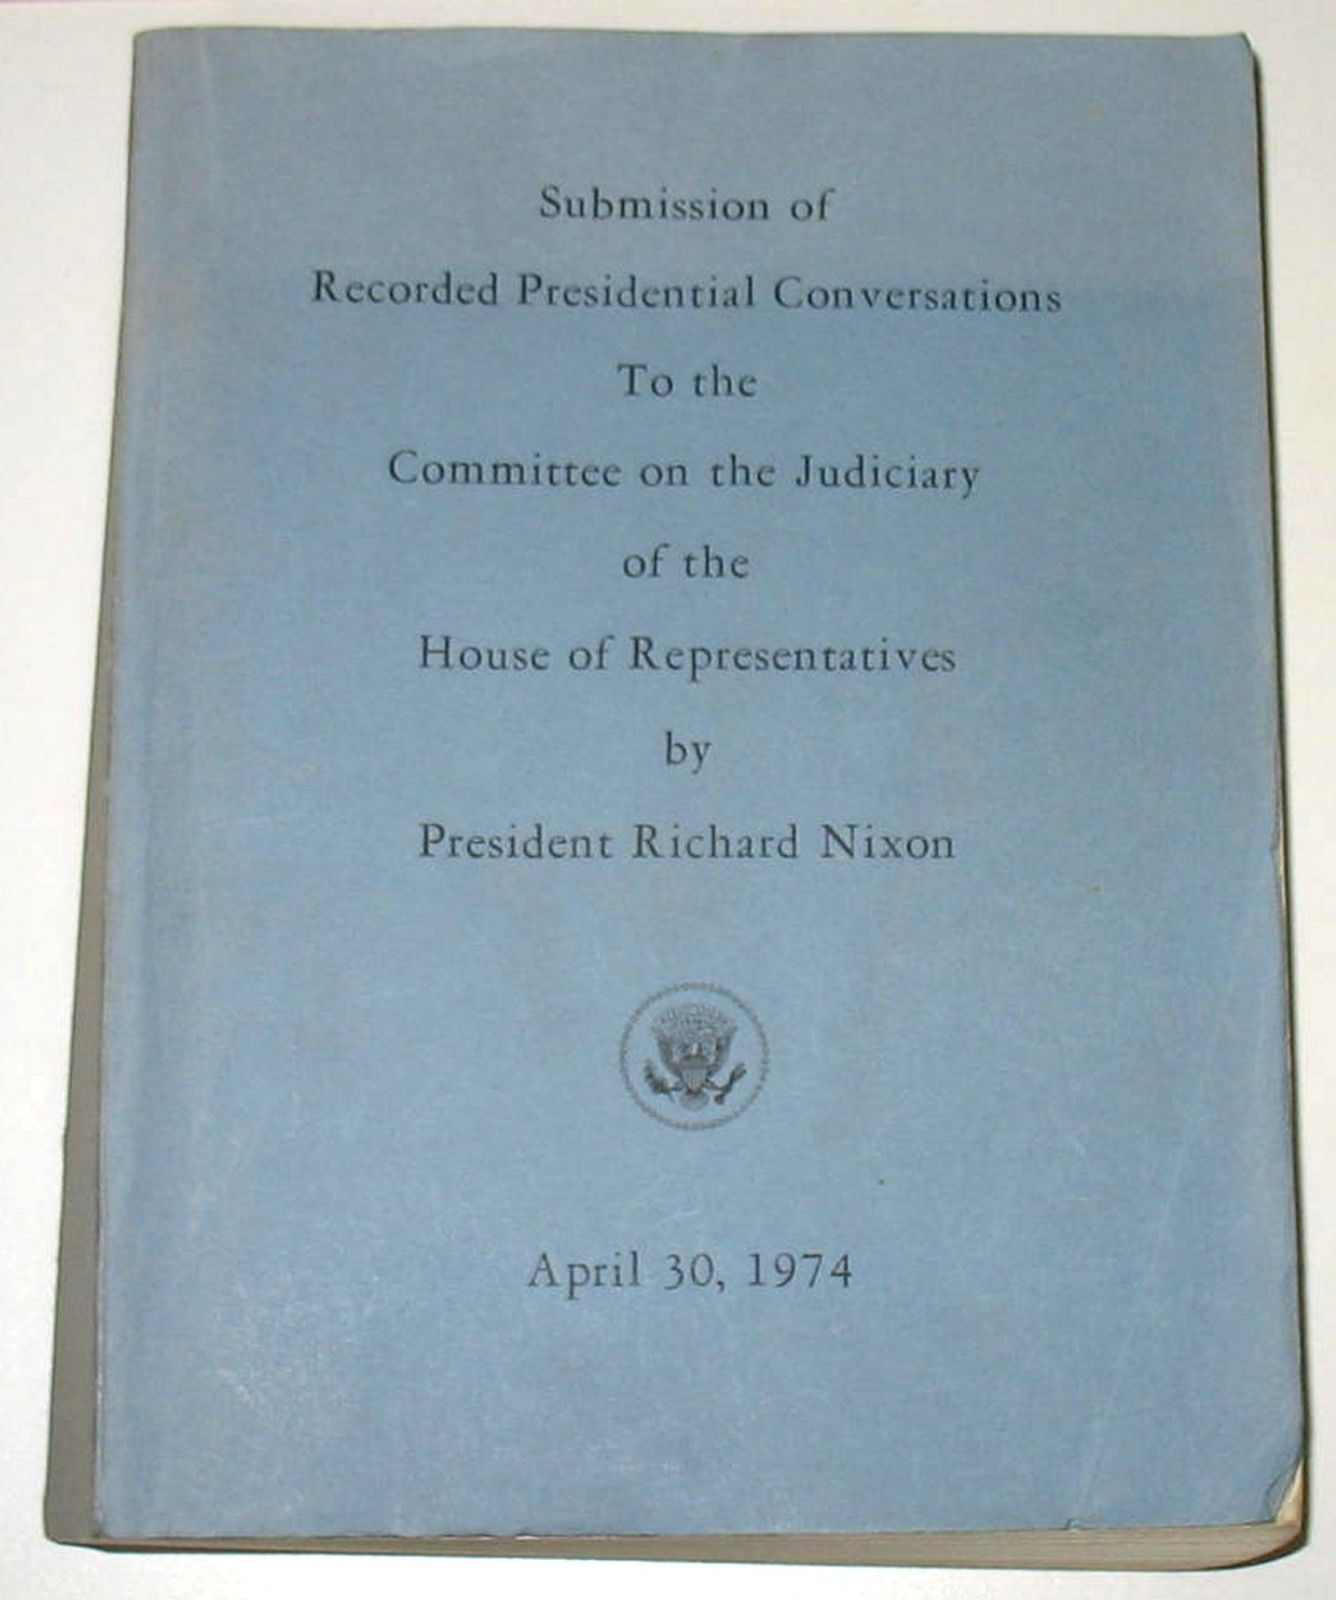 Submission of
Recorded Presidential Conversations
To the
Committee on the Judiciary
of the
House of Representatives
by
President Richard Nixon
April 30, 1974